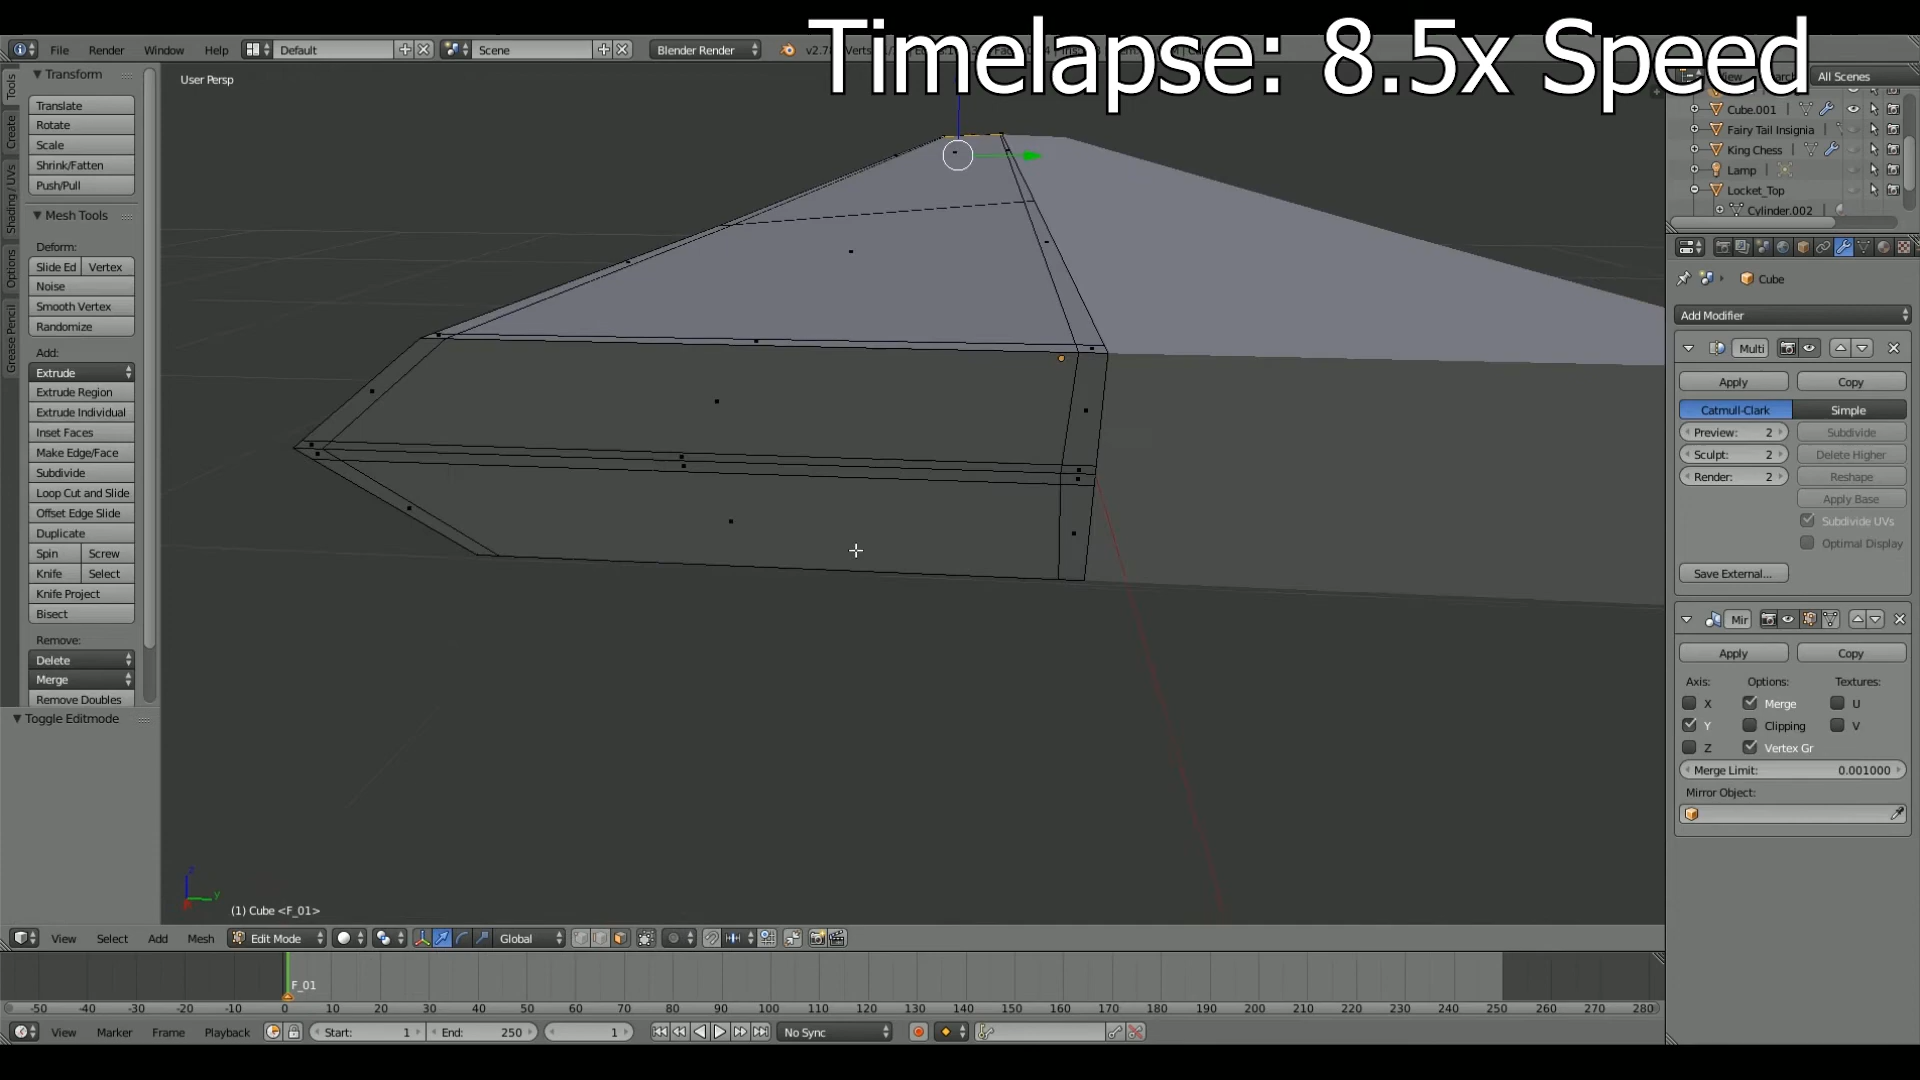 Timelapse: 8.5x Speed
File Render Window Help Default Scene Blender Render
All Scenes
User Persp
Tools
Create
Shading / UVs
Options
Grease Pencil
Transform
Translate
Rotate
Scale
Shrink/Fatten
Push/Pull
Mesh Tools
Deform:
Slide Ed Vertex
Noise
Smooth Vertex
Randomize
Add:
Extrude
Extrude Region
Extrude Individual
Inset Faces
Make Edge/Face
Subdivide
Loop Cut and Slide
Offset Edge Slide
Duplicate
Spin Screw
Knife Select
Knife Project
Bisect
Remove:
Delete
Merge
Remove Doubles
Toggle Editmode
Cube.001
Fairy Tail Insignia
King Chess
Lamp
Locket_Top
Cylinder.002
Cube
Add Modifier
Multi
Apply Copy
Catmull-Clark Simple
Preview: 2 Subdivide
Sculpt: 2 Delete Higher
Render: 2 Reshape
Apply Base
Subdivide UVs
Optimal Display
Save External...
Mir
Apply Copy
Axis: Options: Textures:
X Merge U
Y Clipping V
Z Vertex Gr
Merge Limit: 0.001000
Mirror Object:
z
y
(1) Cube <F_01>
View Select Add Mesh Edit Mode Global
F_01
-50 -40 -30 -20 -10 0 10 20 30 40 50 60 70 80 90 100 110 120 130 140 150 160 170 180 190 200 210 220 230 240 250 260 270 280
View Marker Frame Playback Start: 1 End: 250 1 No Sync